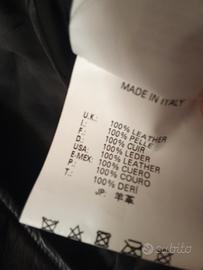 MADE IN ITALY
U.K.: 100% LEATHER
I.: 100% PELLE
F.: 100% CUIR
D.: 100% LEDER
USA: 100% LEATHER
E-MEX: 100% CUERO
P.: 100% COURO
T.: 100% DERİ
JP: 羊革
subito